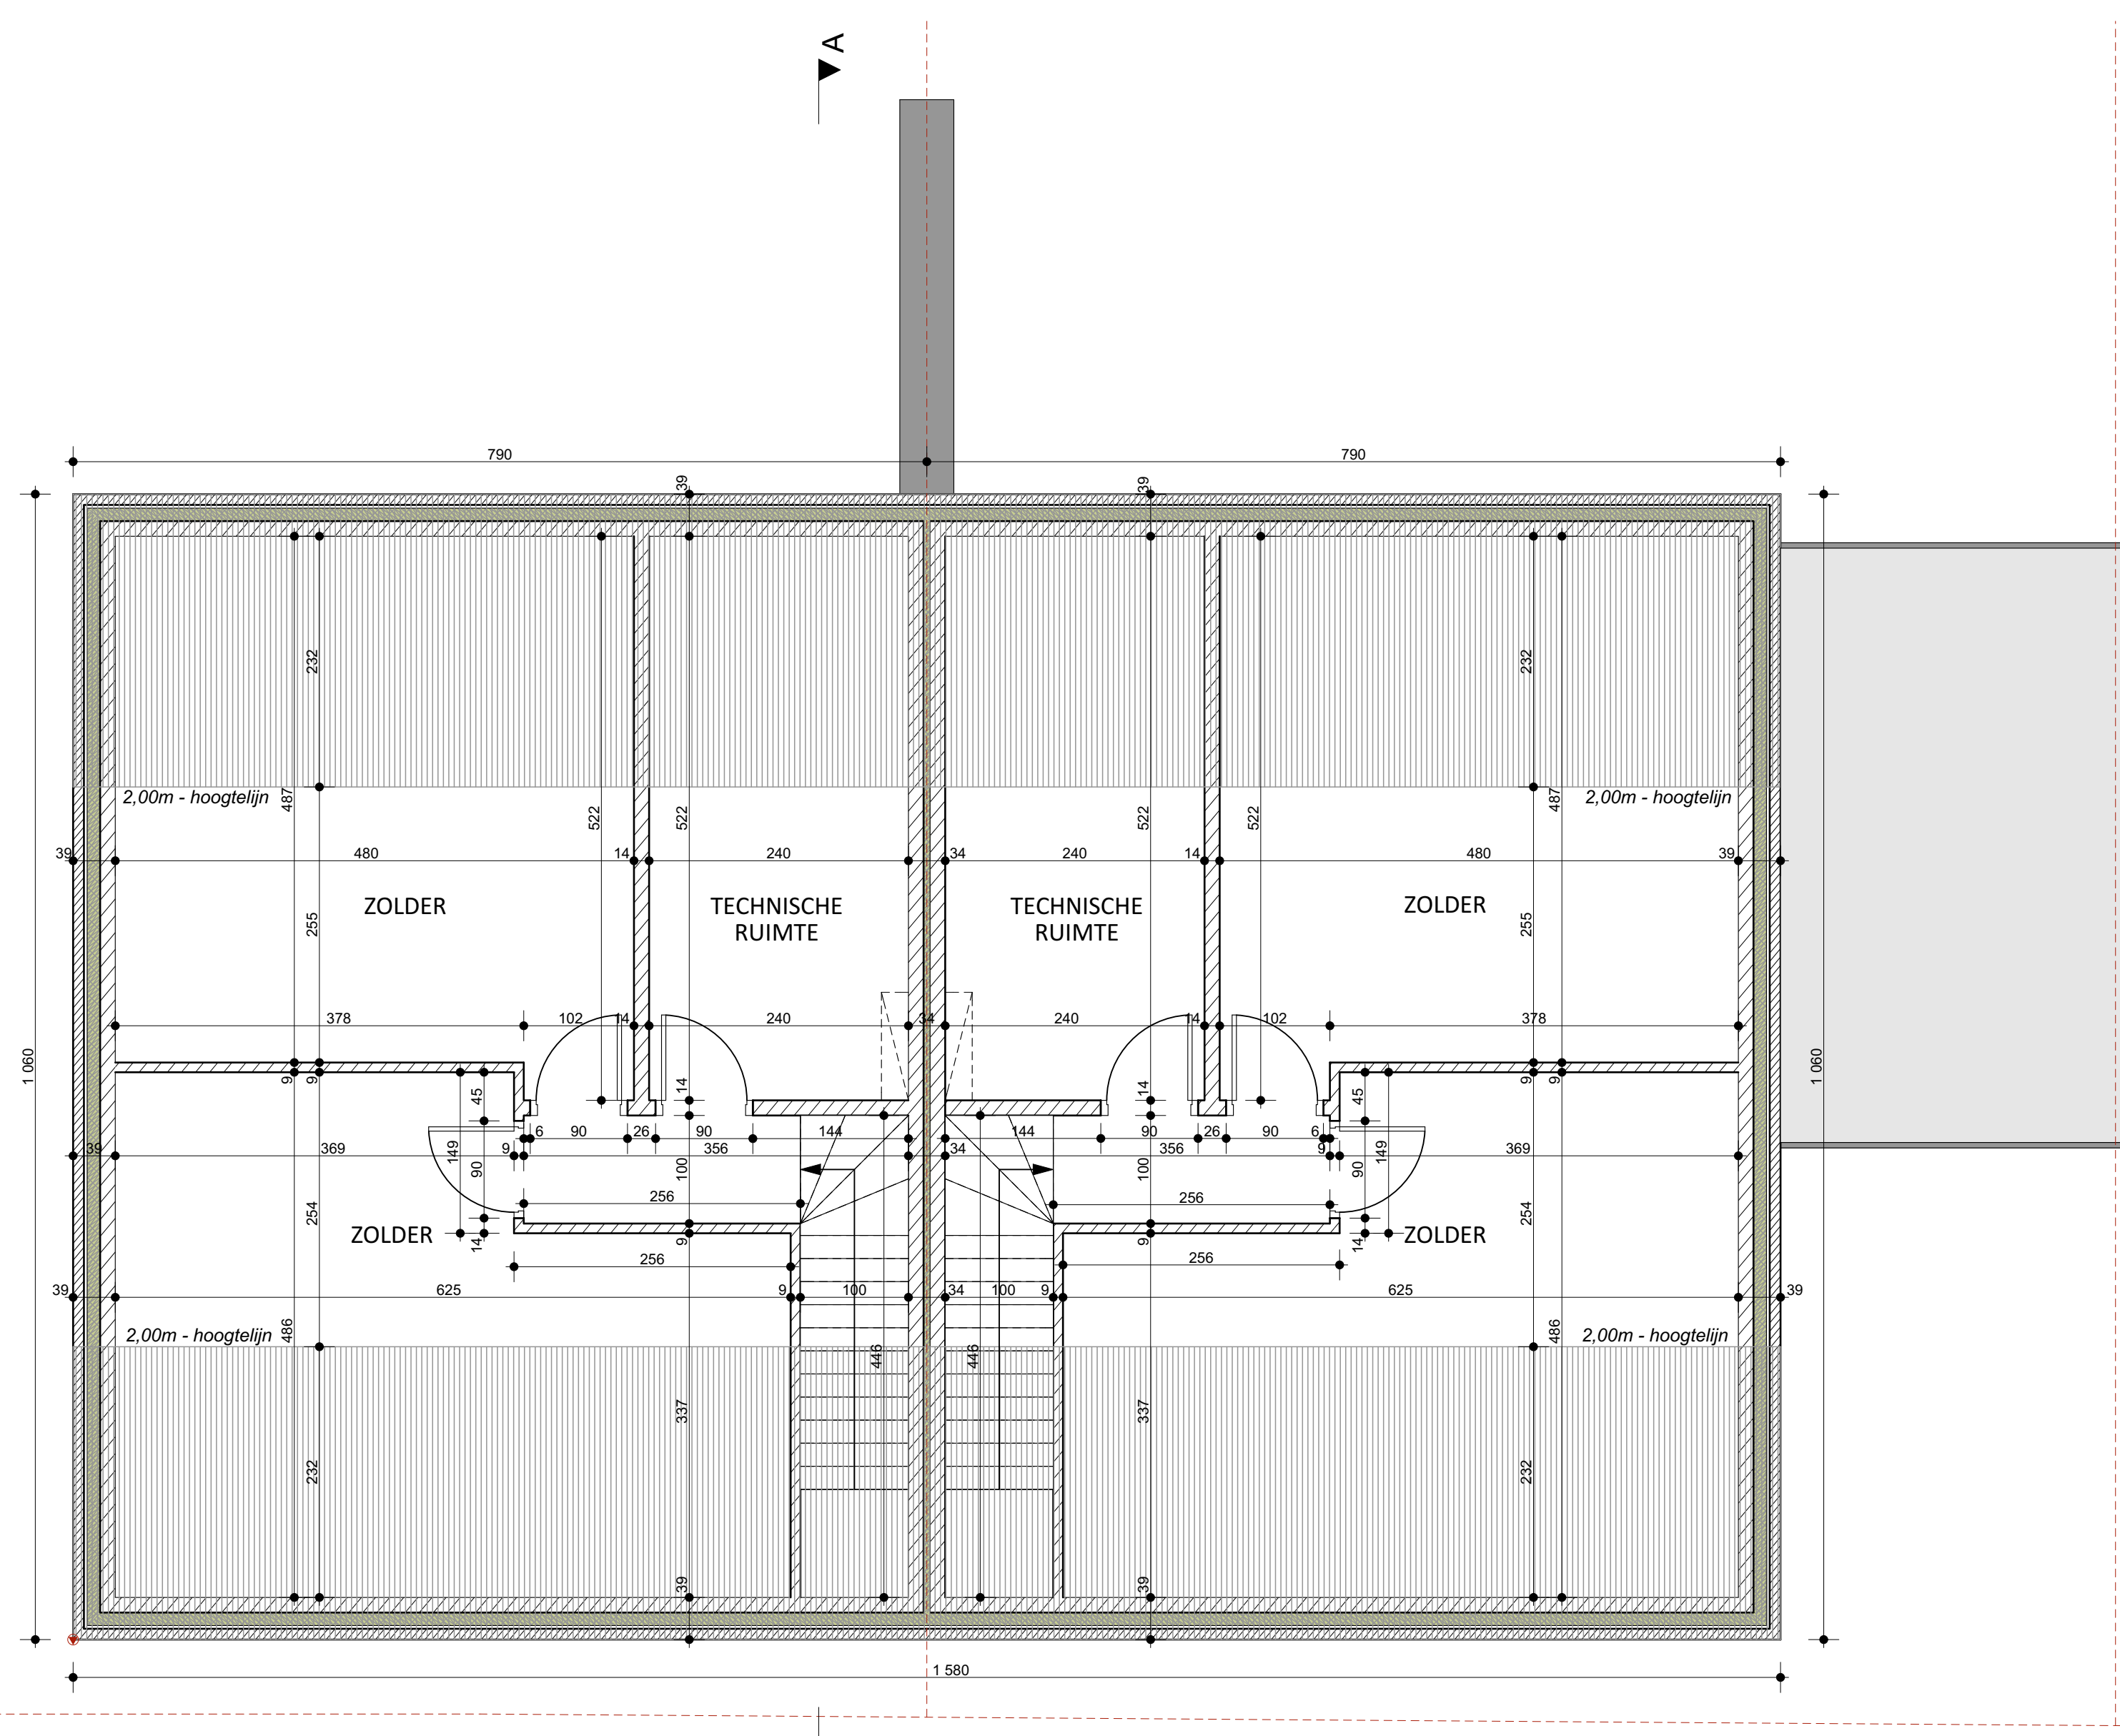 A
790 790
39 39
232 232
2,00m - hoogtelijn 2,00m - hoogtelijn
487 522 522 522 522 487
39 480 14 240 34 240 14 480 39
ZOLDER TECHNISCHE TECHNISCHE ZOLDER
RUIMTE RUIMTE
255 255
378 102 14 240 34 240 14 102 378
1 060 1 060
9 9 14 14 9 9
45 45
6 90 26 90 144 144 90 26 90 6
39 369 9 356 34 356 9 369
149 90 100 100 90 149
256 256
254 254
ZOLDER ZOLDER
14 9 9 14
256 256
39 625 9 100 34 100 9 625 39
2,00m - hoogtelijn 2,00m - hoogtelijn
486 446 446 486
337 337
232 232
39 39
1 580